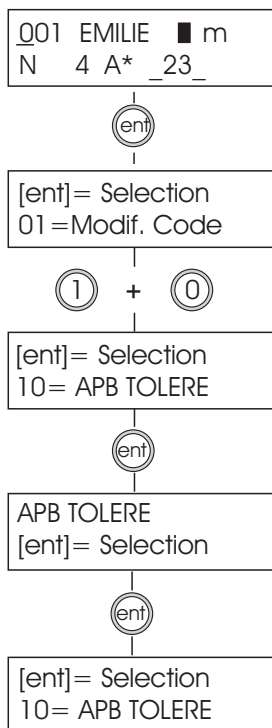 001 EMILIE ■ m
N 4 A* _23_
ent
[ent]= Selection
01=Modif. Code
1 + 0
[ent]= Selection
10= APB TOLERE
ent
APB TOLERE
[ent]= Selection
ent
[ent]= Selection
10= APB TOLERE